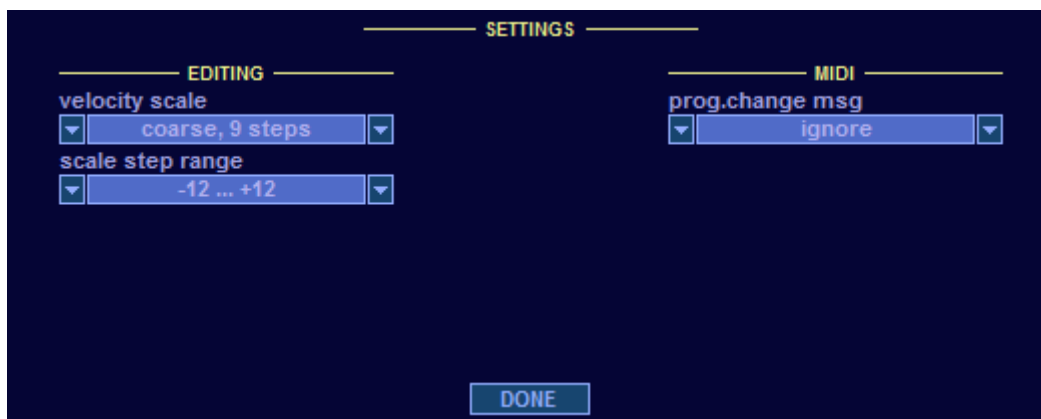 SETTINGS
EDITING
velocity scale
coarse, 9 steps
scale step range
-12 ... +12
MIDI
prog.change msg
ignore
DONE